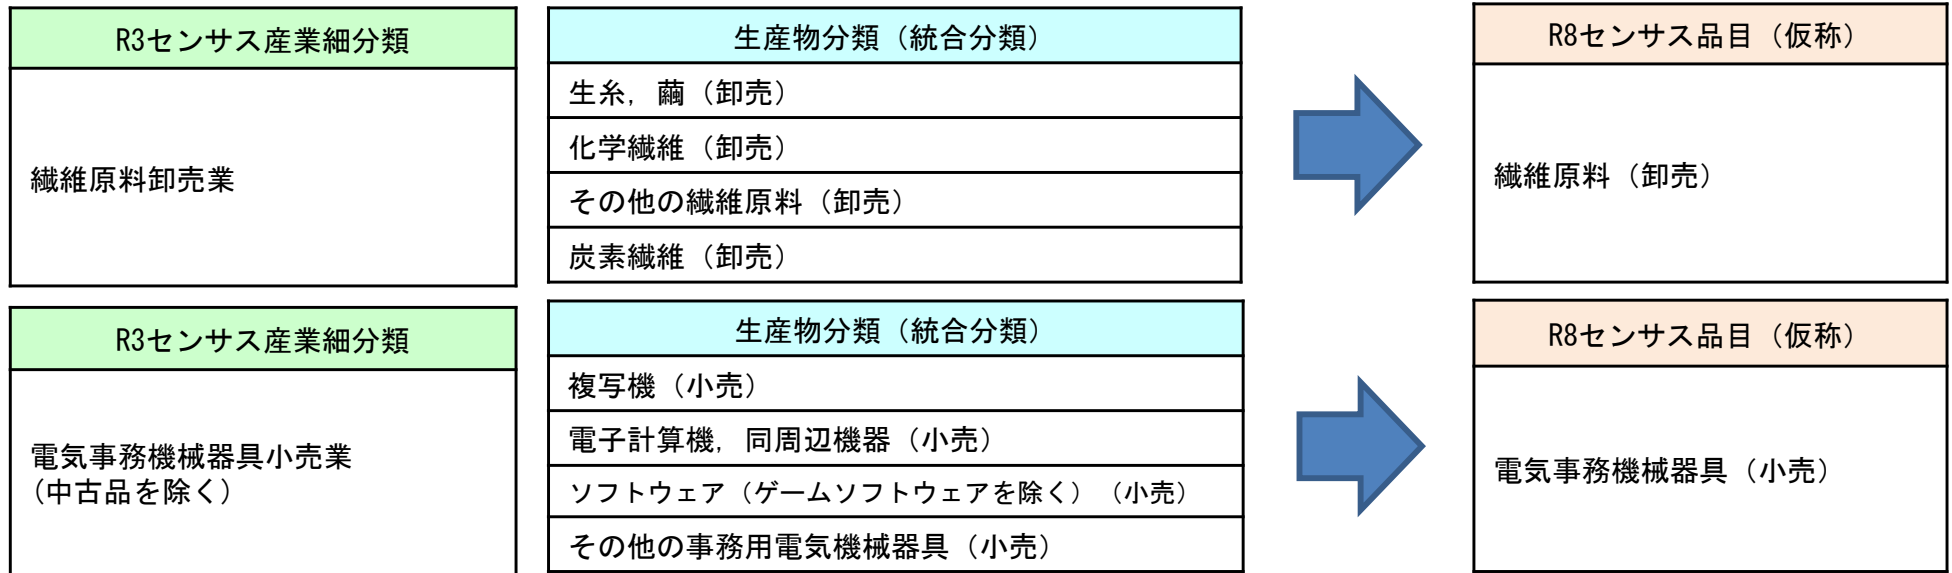 R3センサス産業細分類
繊維原料卸売業
生産物分類（統合分類）
生糸，繭（卸売）
化学繊維（卸売）
その他の繊維原料（卸売）
炭素繊維（卸売）
R8センサス品目（仮称）
繊維原料（卸売）
R3センサス産業細分類
電気事務機械器具小売業
（中古品を除く）
生産物分類（統合分類）
複写機（小売）
電子計算機，同周辺機器（小売）
ソフトウェア（ゲームソフトウェアを除く）（小売）
その他の事務用電気機械器具（小売）
R8センサス品目（仮称）
電気事務機械器具（小売）